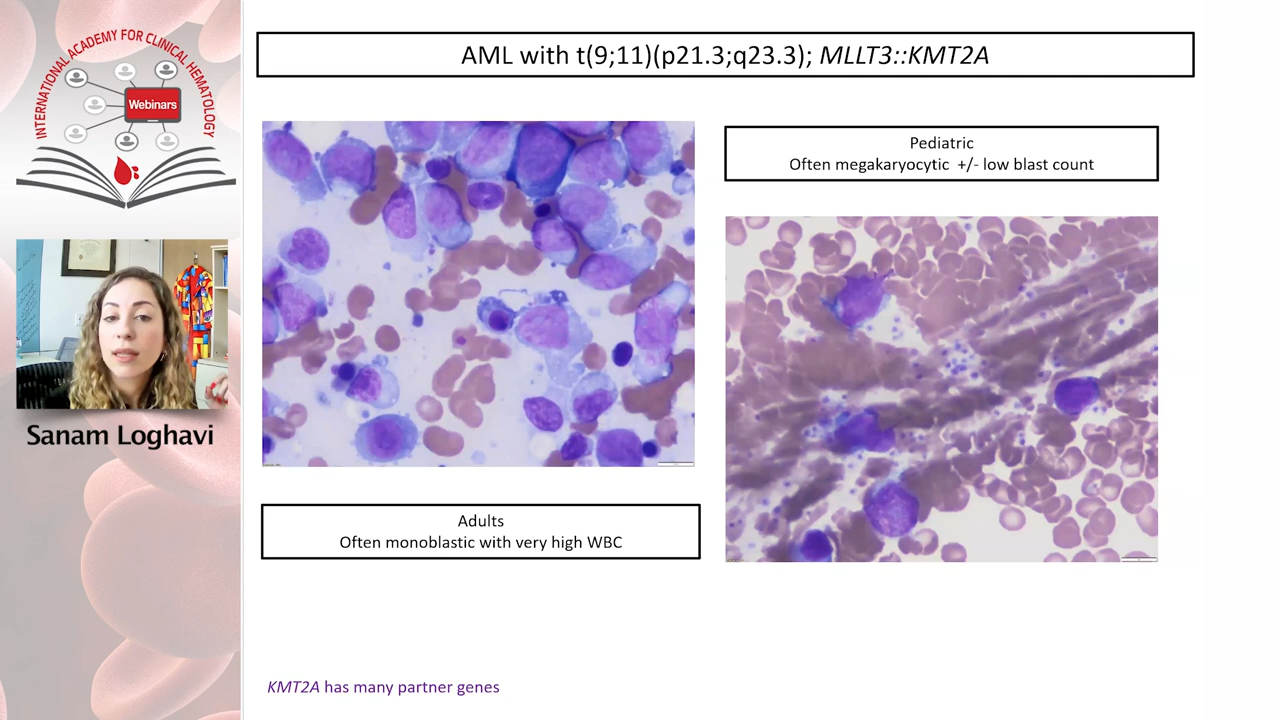 INTERNATIONAL ACADEMY FOR CLINICAL HEMATOLOGY
Webinars
Sanam Loghavi
AML with t(9;11)(p21.3;q23.3); MLLT3::KMT2A
Pediatric
Often megakaryocytic +/- low blast count
Adults
Often monoblastic with very high WBC
KMT2A has many partner genes